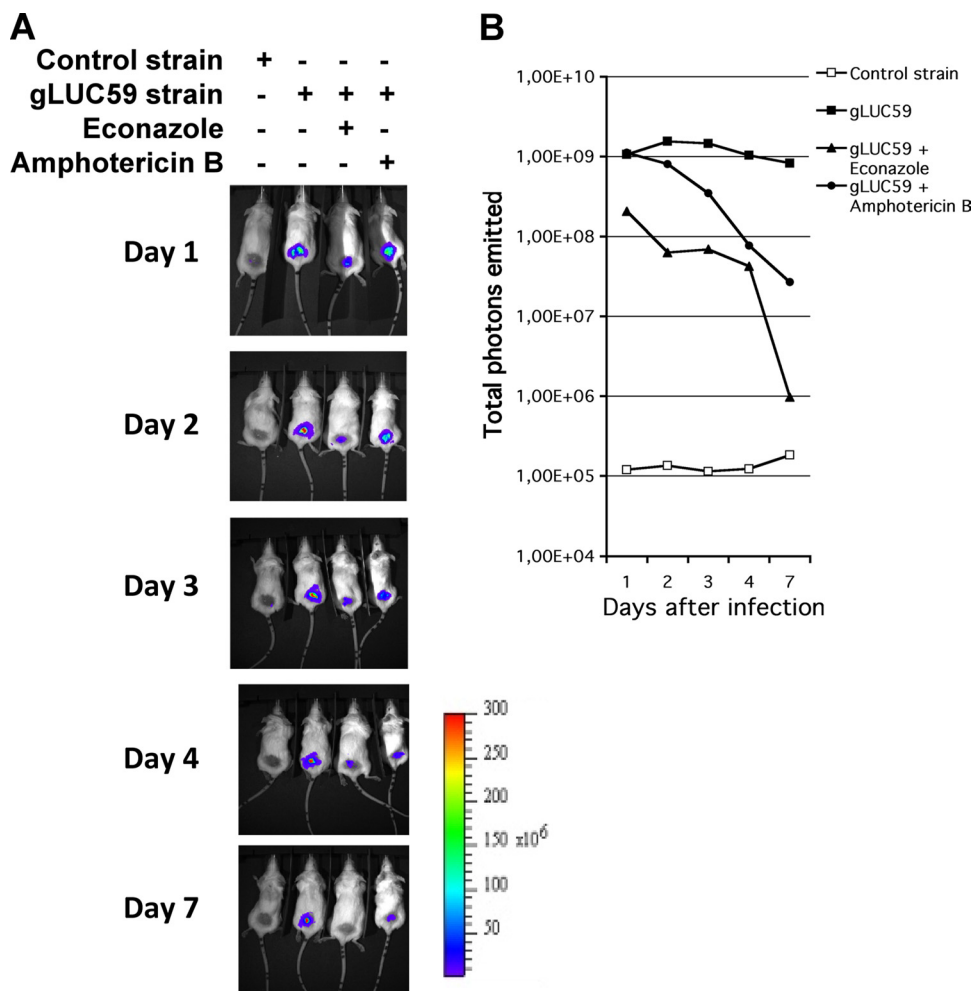 A
Control strain + - - -
gLUC59 strain - + + +
Econazole - - + -
Amphotericin B - - - +
Day 1
Day 2
Day 3
Day 4
Day 7
300
250
200
150 x10⁶
100
50
B
1,00E+10
1,00E+09
1,00E+08
1,00E+07
1,00E+06
1,00E+05
1,00E+04
Total photons emitted
1 2 3 4 7
Days after infection
Control strain
gLUC59
gLUC59 +
Econazole
gLUC59 +
Amphotericin B